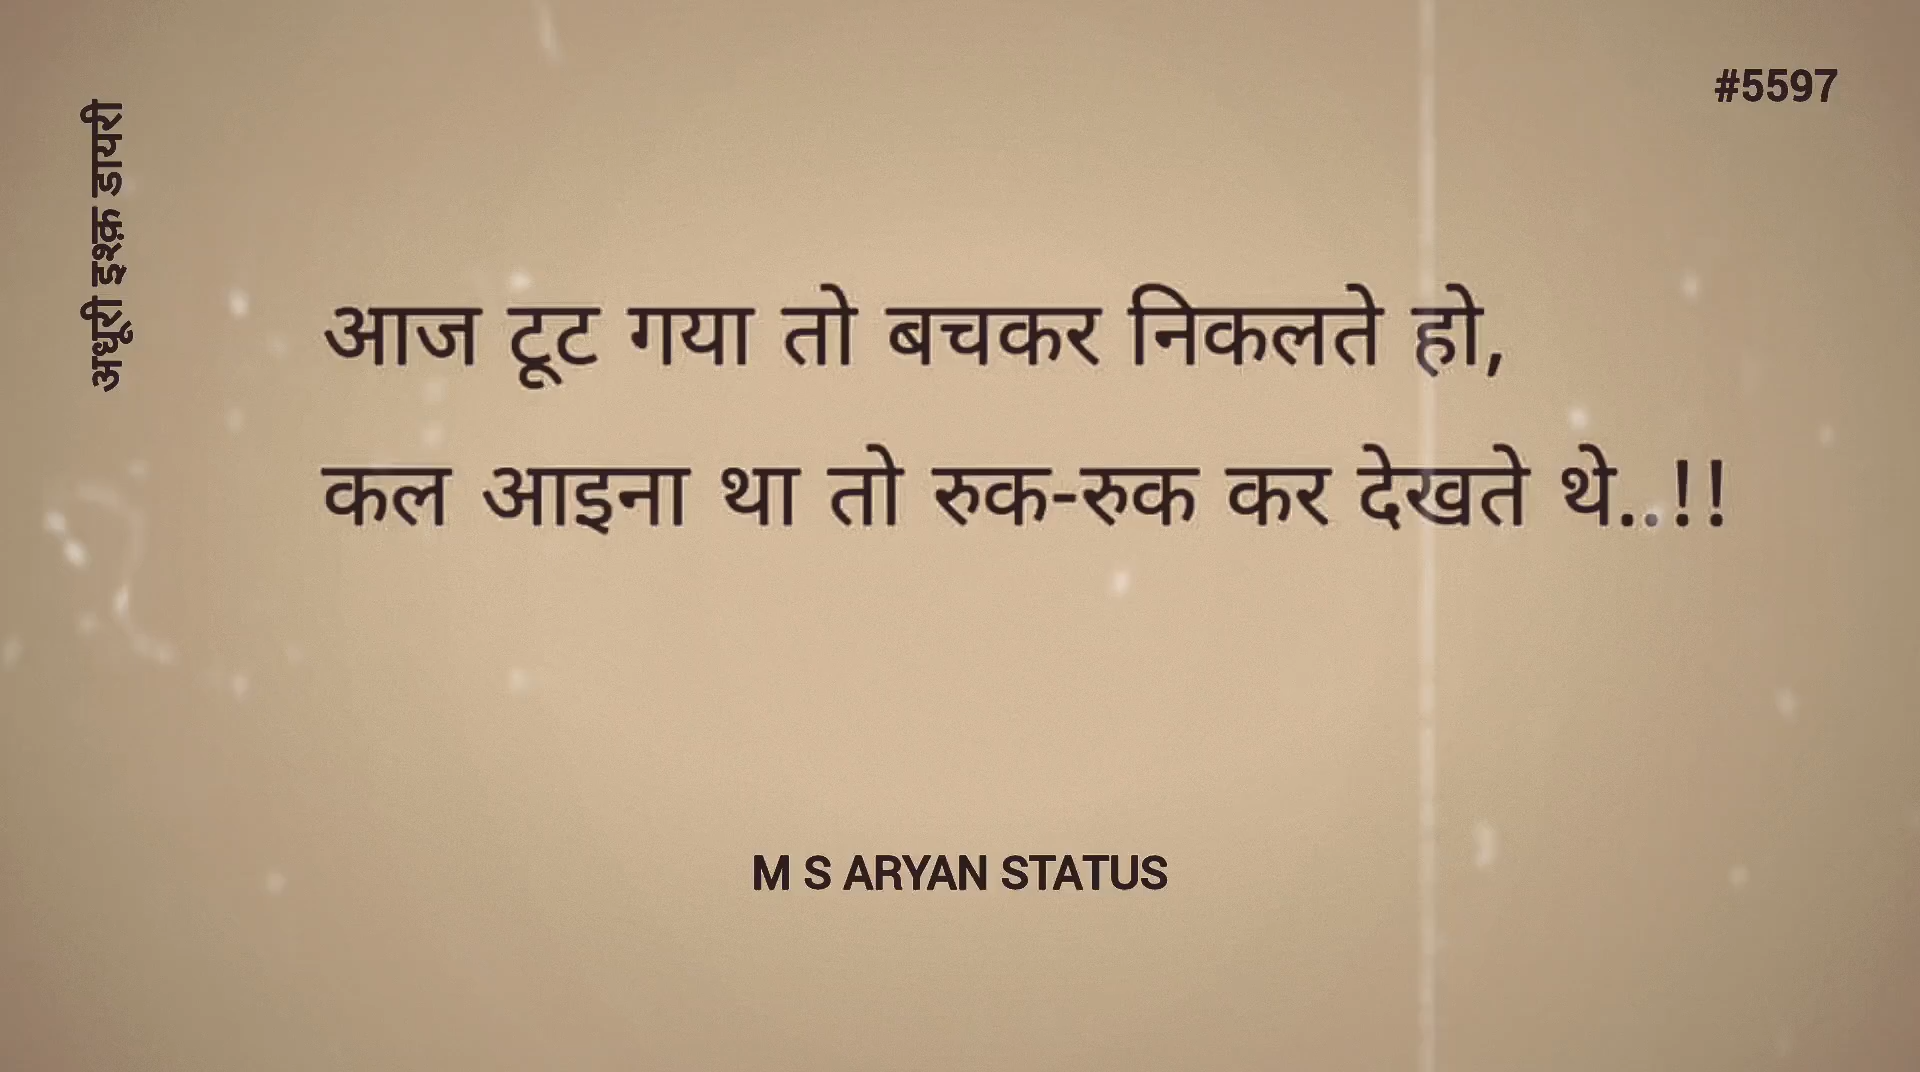 #5597
अधूरी इश्क़ डायरी
आज टूट गया तो बचकर निकलते हो,
कल आइना था तो रुक-रुक कर देखते थे..!!
M S ARYAN STATUS